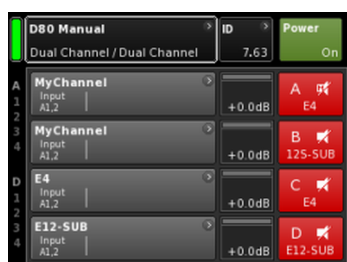 D80 Manual
Dual Channel / Dual Channel
ID
7.63
Power
On
A
1
2
3
4
D
1
2
3
4
MyChannel
Input
A1,2
+0.0dB
A
E4
MyChannel
Input
A1,2
+0.0dB
B
12S-SUB
E4
Input
A1,2
+0.0dB
C
E4
E12-SUB
Input
A1,2
+0.0dB
D
E12-SUB